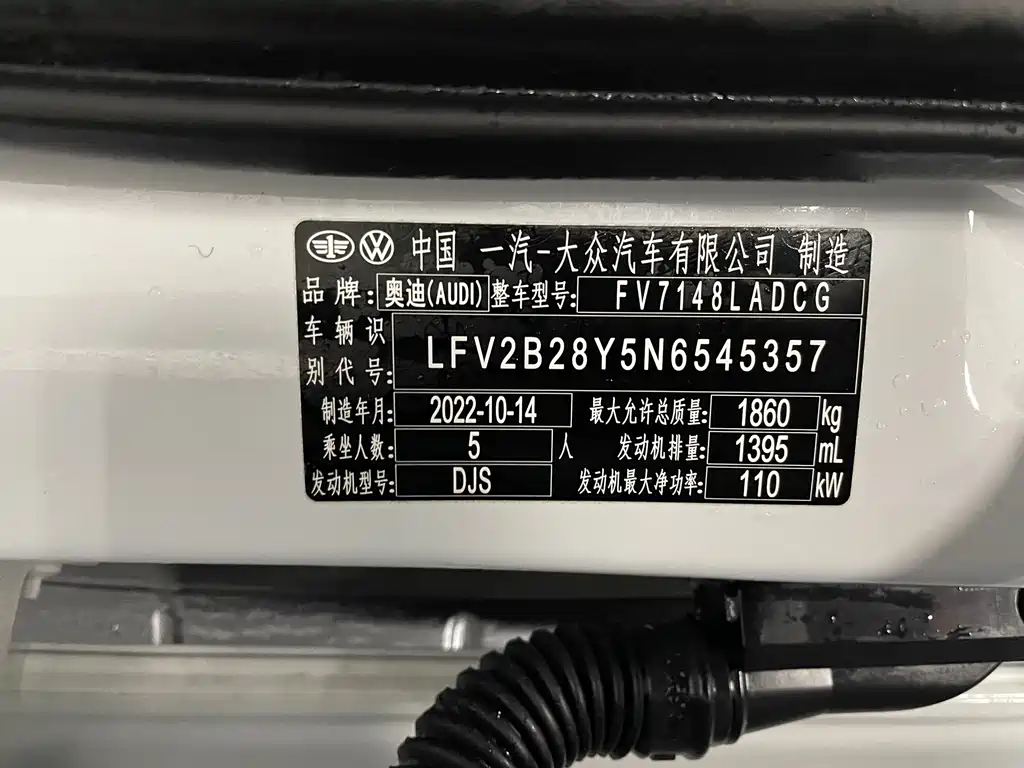 中国 一汽-大众汽车有限公司 制造
品牌: 奥迪(AUDI) 整车型号: FV7148LADCG
车辆识别代号: LFV2B28Y5N6545357
制造年月: 2022-10-14 最大允许总质量: 1860 kg
乘坐人数: 5 人 发动机排量: 1395 mL
发动机型号: DJS 发动机最大净功率: 110 kW